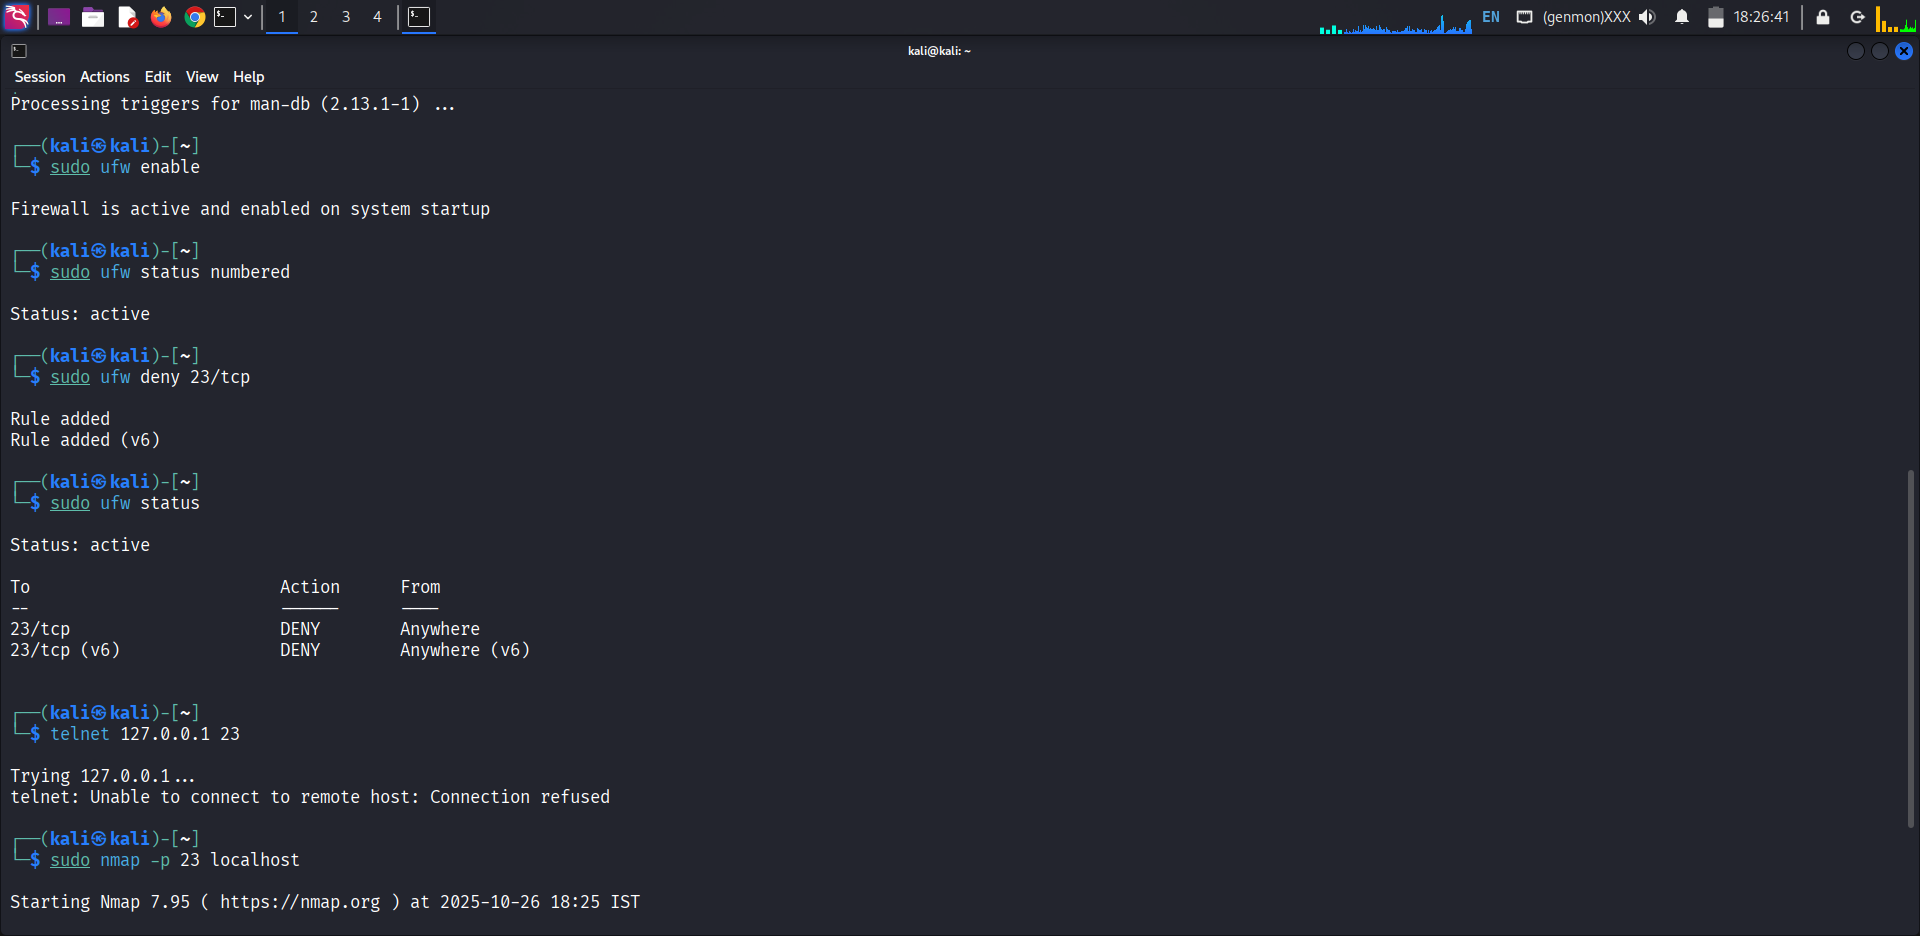 1 2 3 4
EN (genmon)XXX 18:26:41
kali@kali: ~
Session Actions Edit View Help
Processing triggers for man-db (2.13.1-1) ...
┌──(kali㉿kali)-[~]
└─$ sudo ufw enable
Firewall is active and enabled on system startup
┌──(kali㉿kali)-[~]
└─$ sudo ufw status numbered
Status: active
┌──(kali㉿kali)-[~]
└─$ sudo ufw deny 23/tcp
Rule added
Rule added (v6)
┌──(kali㉿kali)-[~]
└─$ sudo ufw status
Status: active
To Action From
-- ------ ----
23/tcp DENY Anywhere
23/tcp (v6) DENY Anywhere (v6)
┌──(kali㉿kali)-[~]
└─$ telnet 127.0.0.1 23
Trying 127.0.0.1...
telnet: Unable to connect to remote host: Connection refused
┌──(kali㉿kali)-[~]
└─$ sudo nmap -p 23 localhost
Starting Nmap 7.95 ( https://nmap.org ) at 2025-10-26 18:25 IST